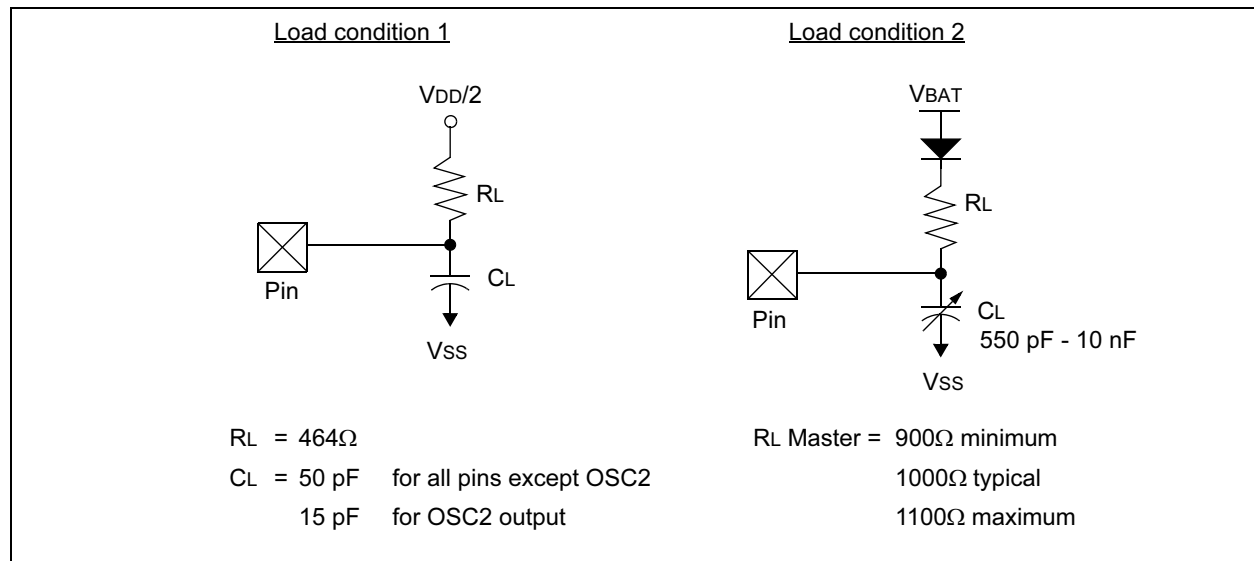 Load condition 1
VDD/2
RL
Pin
CL
VSS
RL = 464Ω
CL = 50 pF for all pins except OSC2
15 pF for OSC2 output
Load condition 2
VBAT
RL
Pin
CL
550 pF - 10 nF
VSS
RL Master = 900Ω minimum
1000Ω typical
1100Ω maximum